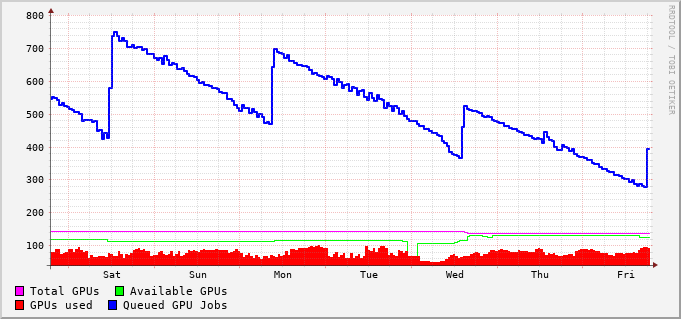 800
700
600
500
400
300
200
100
Sat Sun Mon Tue Wed Thu Fri
Total GPUs Available GPUs
GPUs used Queued GPU Jobs
RRDTOOL / TOBI OETIKER